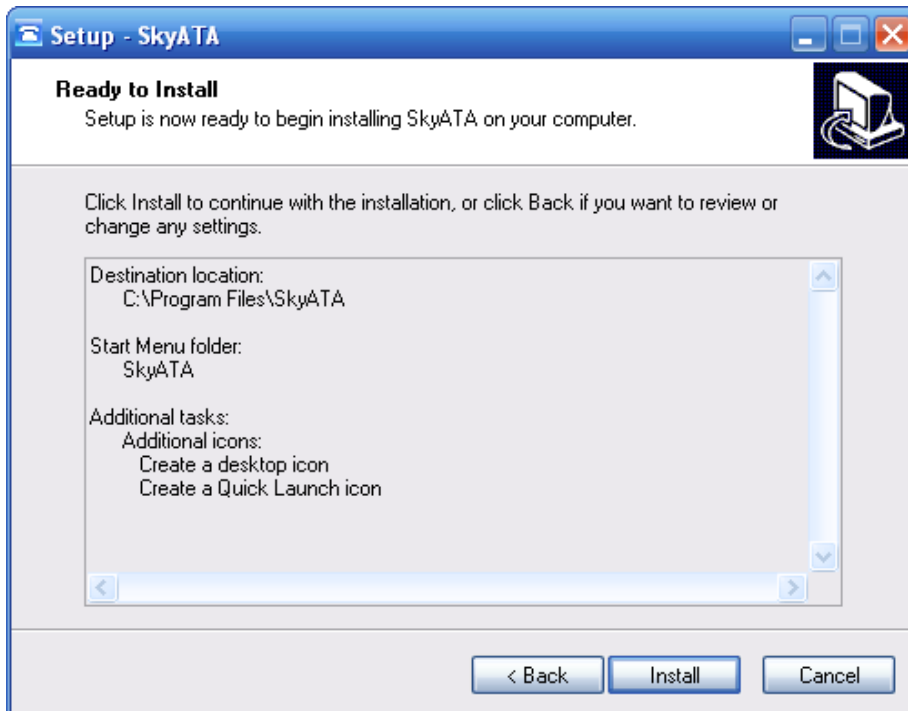 Setup - SkyATA
Ready to Install
Setup is now ready to begin installing SkyATA on your computer.
Click Install to continue with the installation, or click Back if you want to review or
change any settings.
Destination location:
C:\Program Files\SkyATA
Start Menu folder:
SkyATA
Additional tasks:
Additional icons:
Create a desktop icon
Create a Quick Launch icon
< Back
Install
Cancel